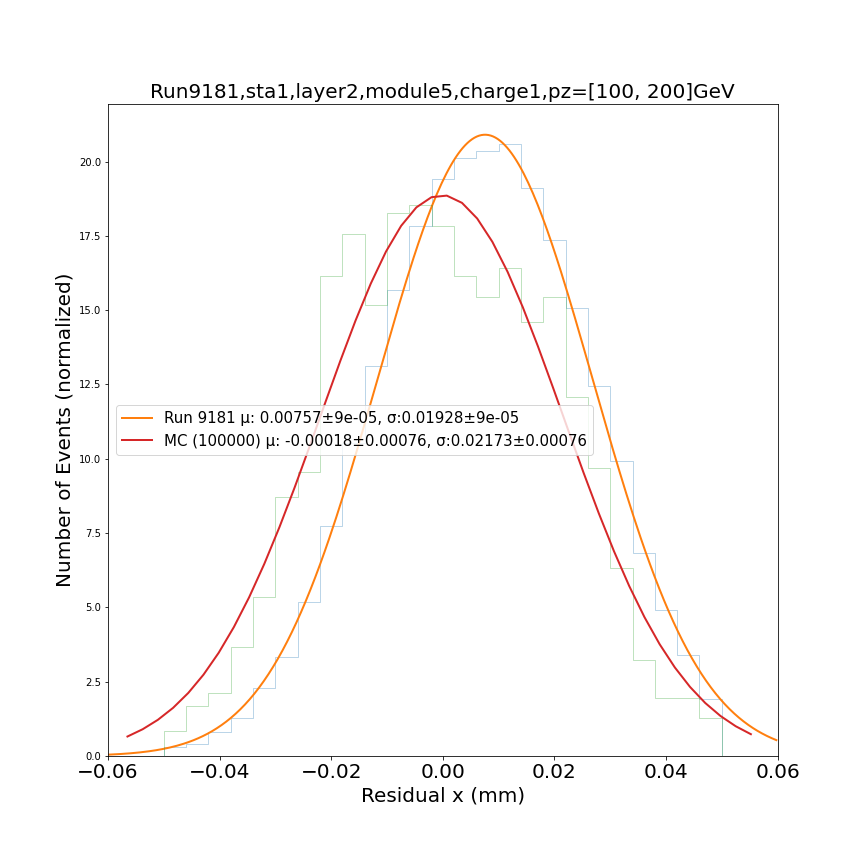 Run9181,sta1,layer2,module5,charge1,pz=[100, 200]GeV
Number of Events (normalized)
20.0
17.5
15.0
12.5
10.0
7.5
5.0
2.5
0.0
Run 9181 μ: 0.00757±9e-05, σ:0.01928±9e-05
MC (100000) μ: -0.00018±0.00076, σ:0.02173±0.00076
−0.06 −0.04 −0.02 0.00 0.02 0.04 0.06
Residual x (mm)